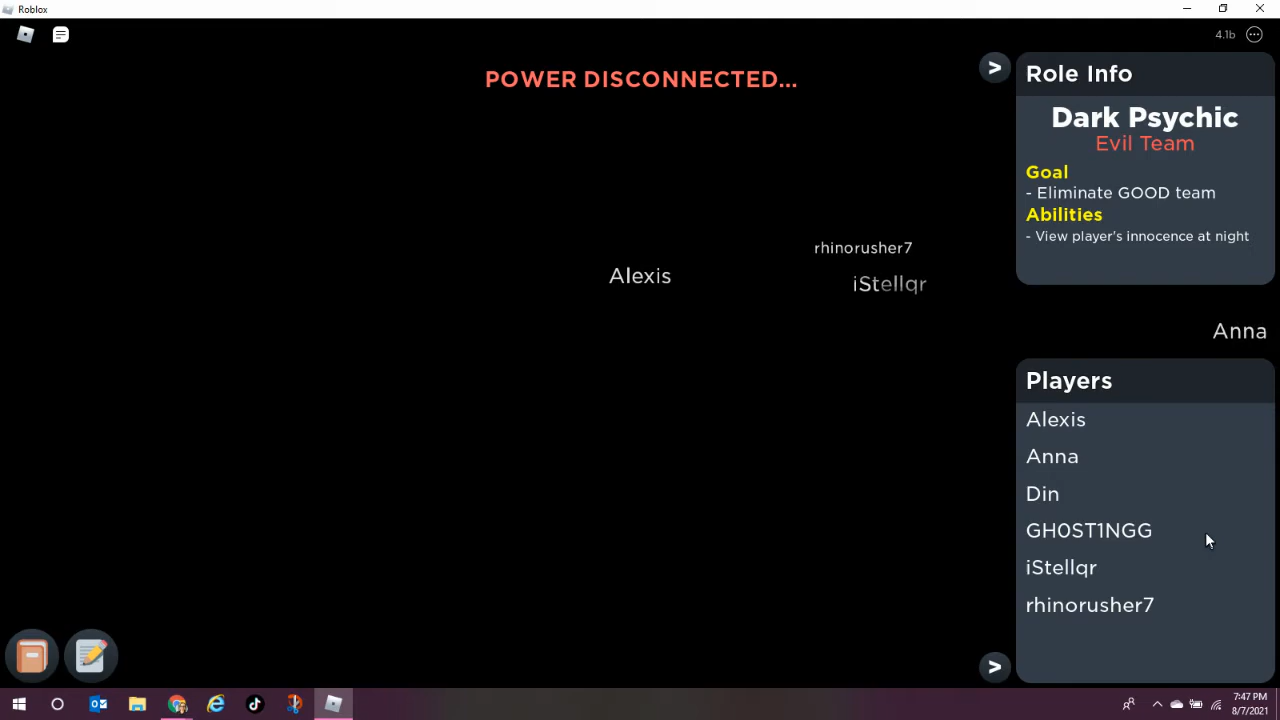 Roblox
4.1b
POWER DISCONNECTED...
>
Role Info
Dark Psychic
Evil Team
Goal
- Eliminate GOOD team
Abilities
- View player's innocence at night
rhinorusher7
Alexis
iStellqr
Anna
Players
Alexis
Anna
Din
GH0ST1NGG
iStellqr
rhinorusher7
>
7:47 PM
8/7/2021